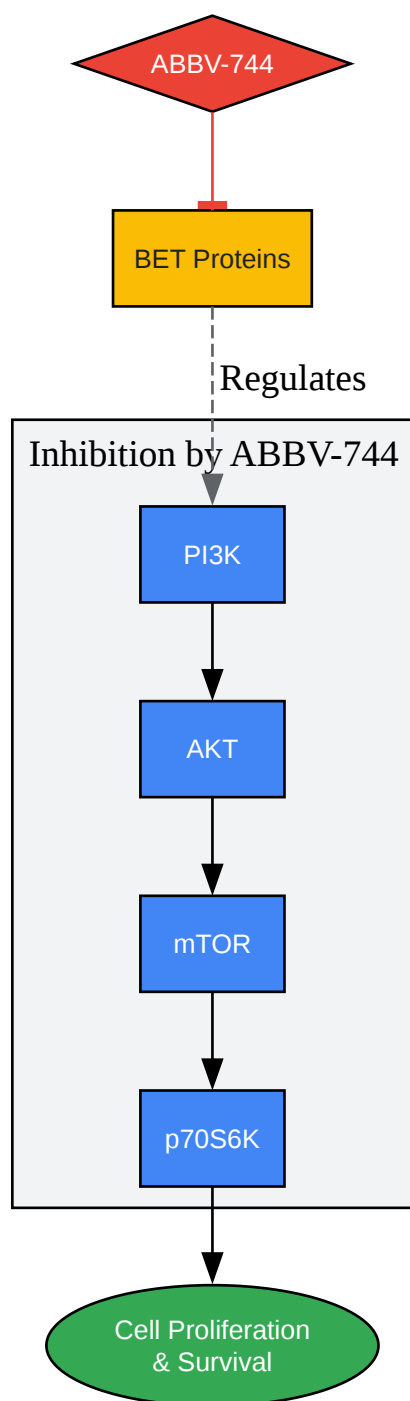 ABBV-744
BET Proteins
Regulates
Inhibition by ABBV-744
PI3K
AKT
mTOR
p70S6K
Cell Proliferation
& Survival